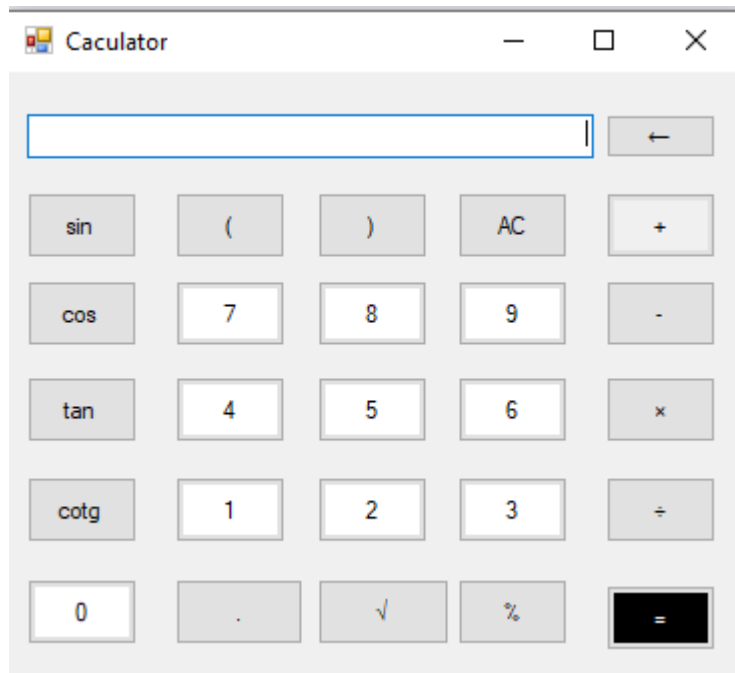 Caculator
←
sin ( ) AC +
cos 7 8 9 -
tan 4 5 6 ×
cotg 1 2 3 ÷
0 . √ % =